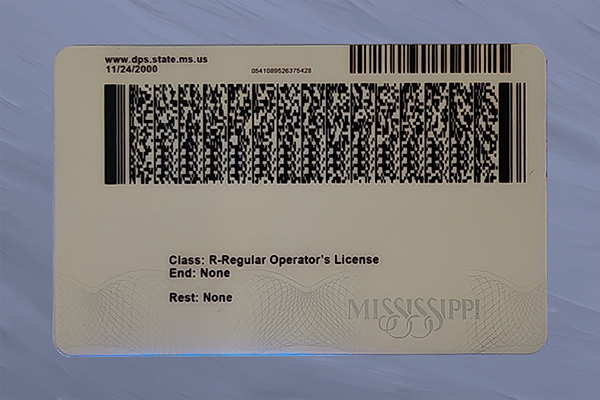 www.dps.state.ms.us
11/24/2000
0541089526375428
Class: R-Regular Operator's License
End: None
Rest: None
MISSISSIPPI